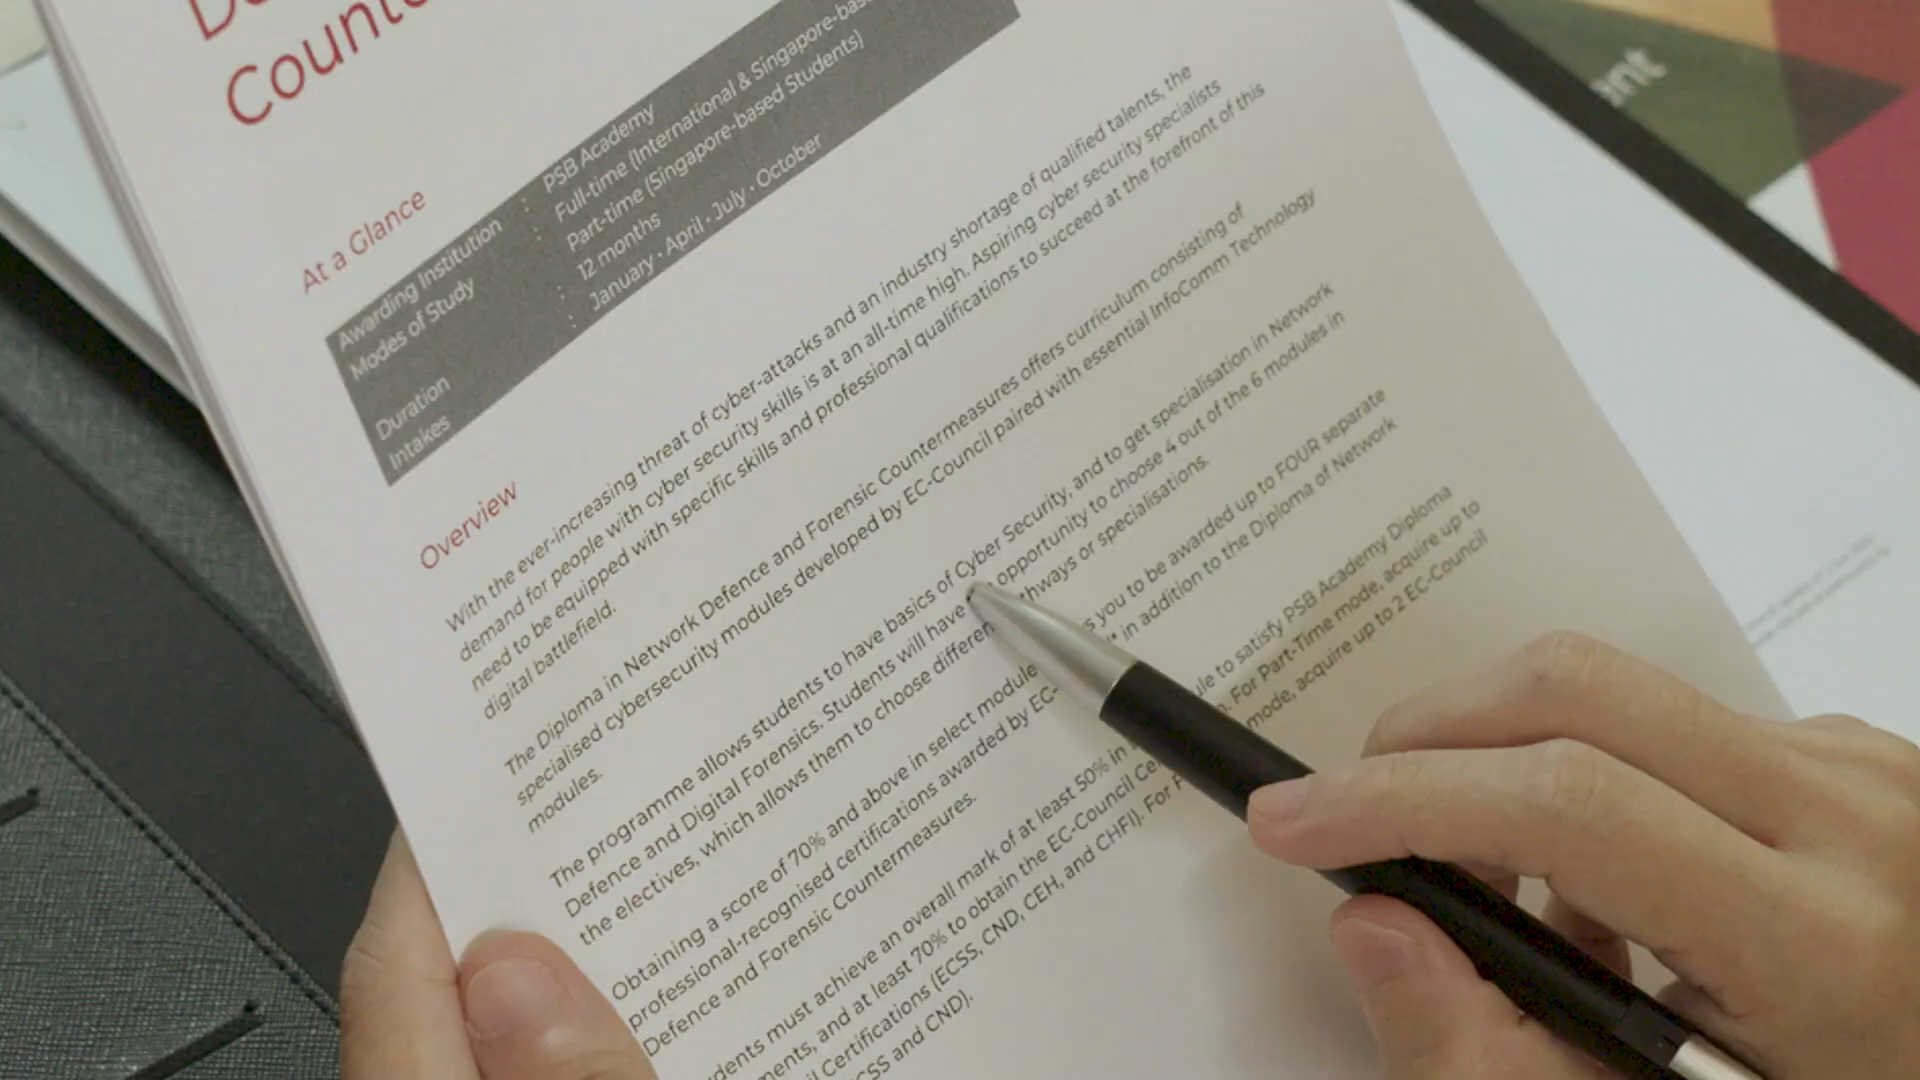 Counte
At a Glance
Awarding Institution : PSB Academy
Modes of Study : Full-time (International & Singapore-bas
Part-time (Singapore-based Students)
Duration : 12 months
Intakes : January • April • July • October
Overview
With the ever-increasing threat of cyber-attacks and an industry shortage of qualified talents, the
demand for people with cyber security skills is at an all-time high. Aspiring cyber security specialists
need to be equipped with specific skills and professional qualifications to succeed at the forefront of this
digital battlefield.
The Diploma in Network Defence and Forensic Countermeasures offers curriculum consisting of
specialised cybersecurity modules developed by EC-Council paired with essential InfoComm Technology
modules.
The programme allows students to have basics of Cyber Security, and to get specialisation in Network
Defence and Digital Forensics. Students will have opportunity to choose 4 out of the 6 modules in
the electives, which allows them to choose differen thways or specialisations.
Obtaining a score of 70% and above in select module s you to be awarded up to FOUR separate
professional-recognised certifications awarded by EC- in addition to the Diploma of Network
Defence and Forensic Countermeasures.
dents must achieve an overall mark of at least 50% in ule to satisfy PSB Academy Diploma
ments, and at least 70% to obtain the EC-Council Ce For Part-Time mode, acquire up to
l Certifications (ECSS, CND, CEH, and CHFI). For F mode, acquire up to 2 EC-Council
CSS and CND).
ent